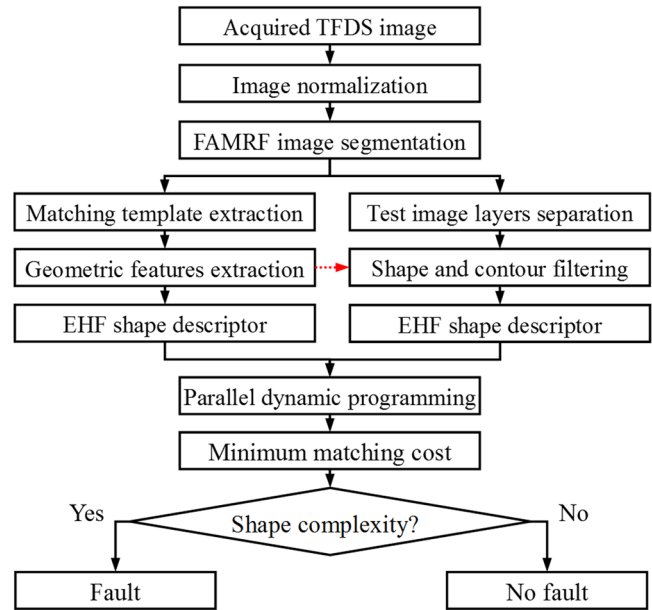 Acquired TFDS image
Image normalization
FAMRF image segmentation
Matching template extraction
Test image layers separation
Geometric features extraction
Shape and contour filtering
EHF shape descriptor
EHF shape descriptor
Parallel dynamic programming
Minimum matching cost
Yes
Shape complexity?
No
Fault
No fault